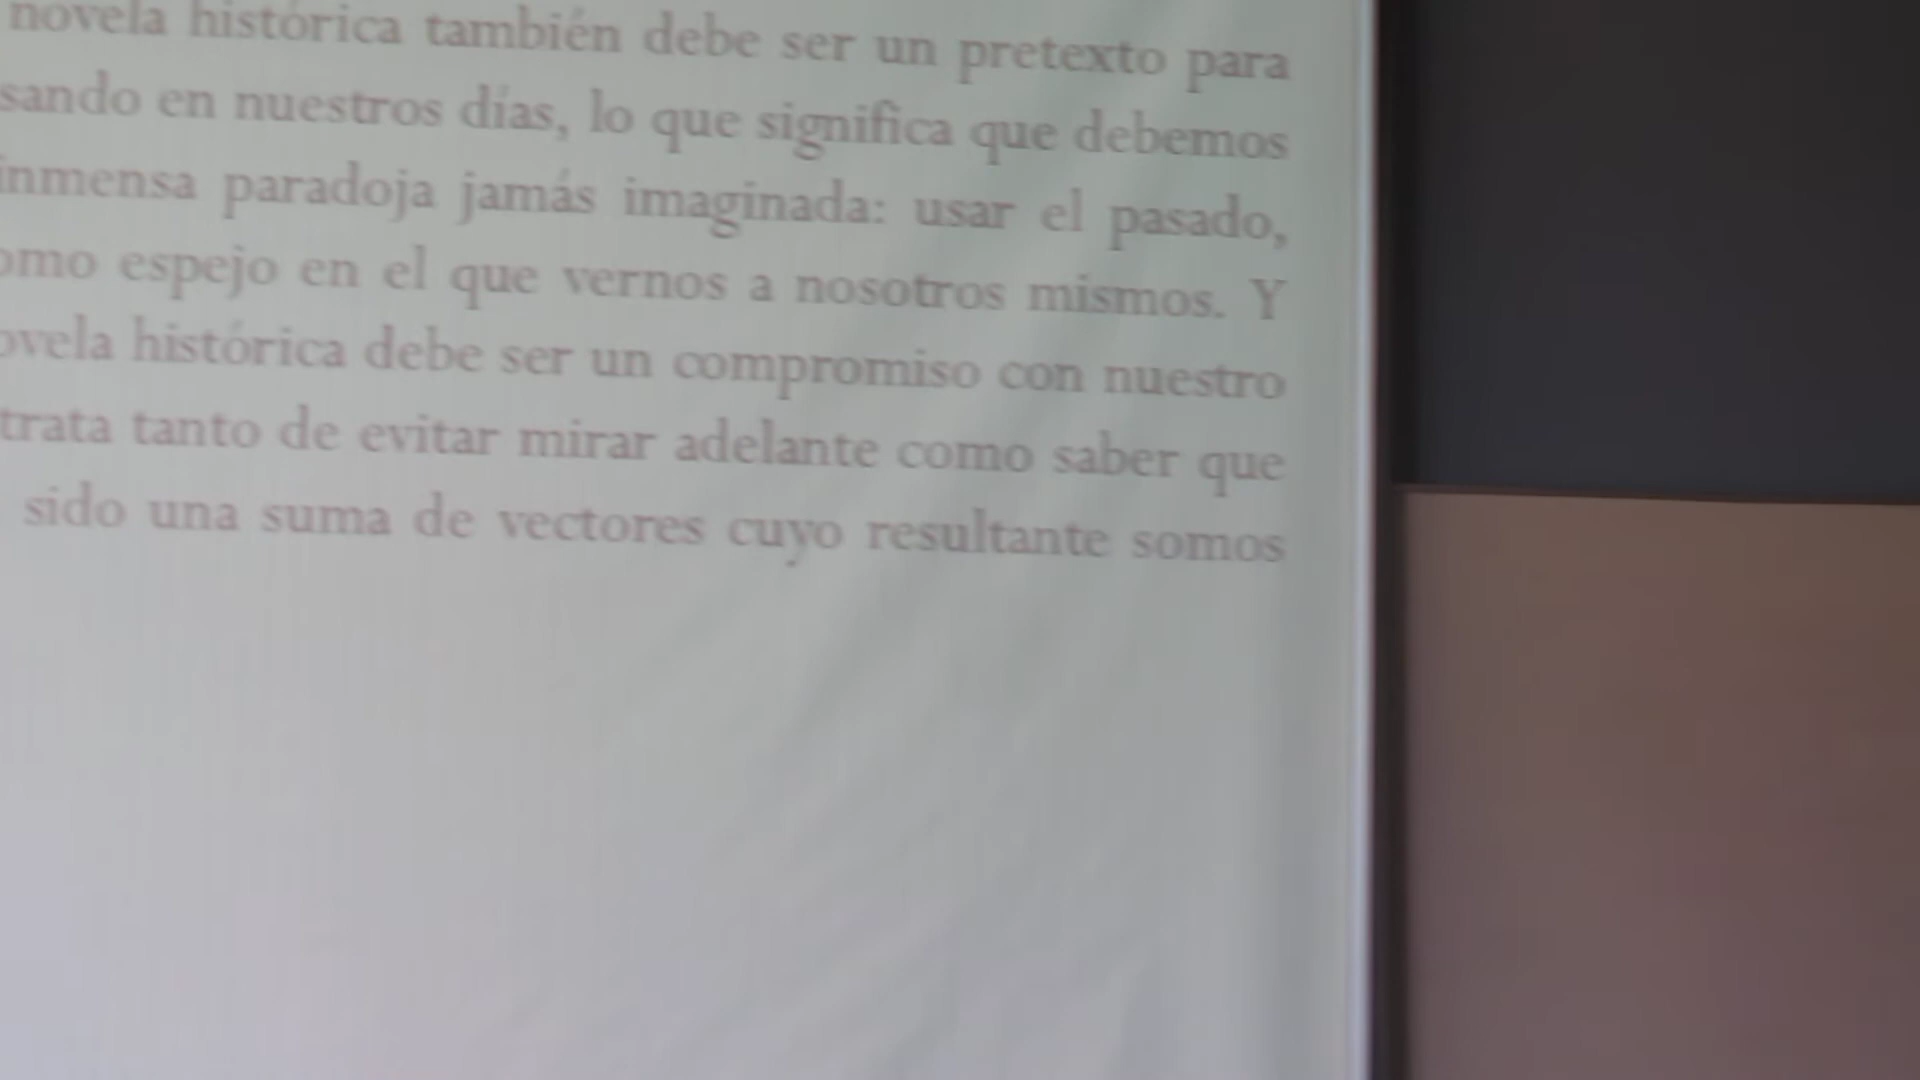 novela histórica también debe ser un pretexto para
sando en nuestros días, lo que significa que debemos
inmensa paradoja jamás imaginada: usar el pasado,
omo espejo en el que vernos a nosotros mismos. Y
ovela histórica debe ser un compromiso con nuestro
trata tanto de evitar mirar adelante como saber que
sido una suma de vectores cuyo resultante somos